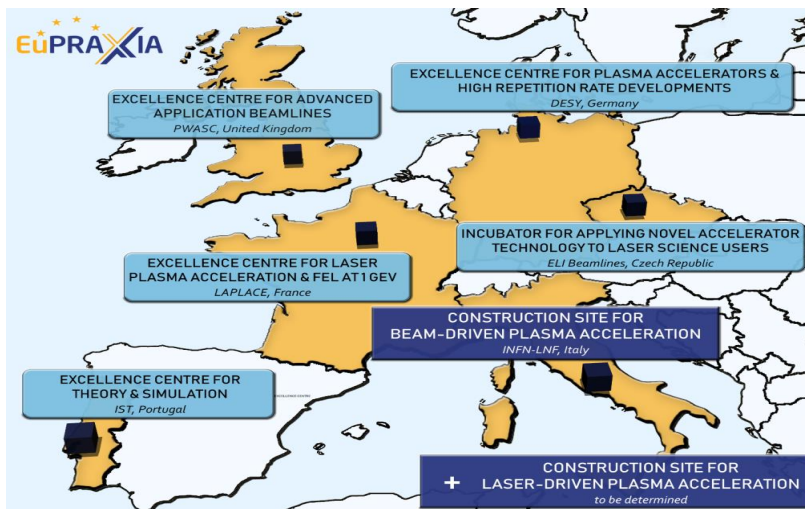 EuPRAXIA
EXCELLENCE CENTRE FOR PLASMA ACCELERATORS &
HIGH REPETITION RATE DEVELOPMENTS
DESY, Germany
EXCELLENCE CENTRE FOR ADVANCED
APPLICATION BEAMLINES
PWASC, United Kingdom
INCUBATOR FOR APPLYING NOVEL ACCELERATOR
TECHNOLOGY TO LASER SCIENCE USERS
ELI Beamlines, Czech Republic
EXCELLENCE CENTRE FOR LASER
PLASMA ACCELERATION & FEL AT 1 GEV
LAPLACE, France
CONSTRUCTION SITE FOR
BEAM-DRIVEN PLASMA ACCELERATION
INFN-LNF, Italy
EXCELLENCE CENTRE FOR
THEORY & SIMULATION
IST, Portugal
CONSTRUCTION SITE FOR
+ LASER-DRIVEN PLASMA ACCELERATION
to be determined